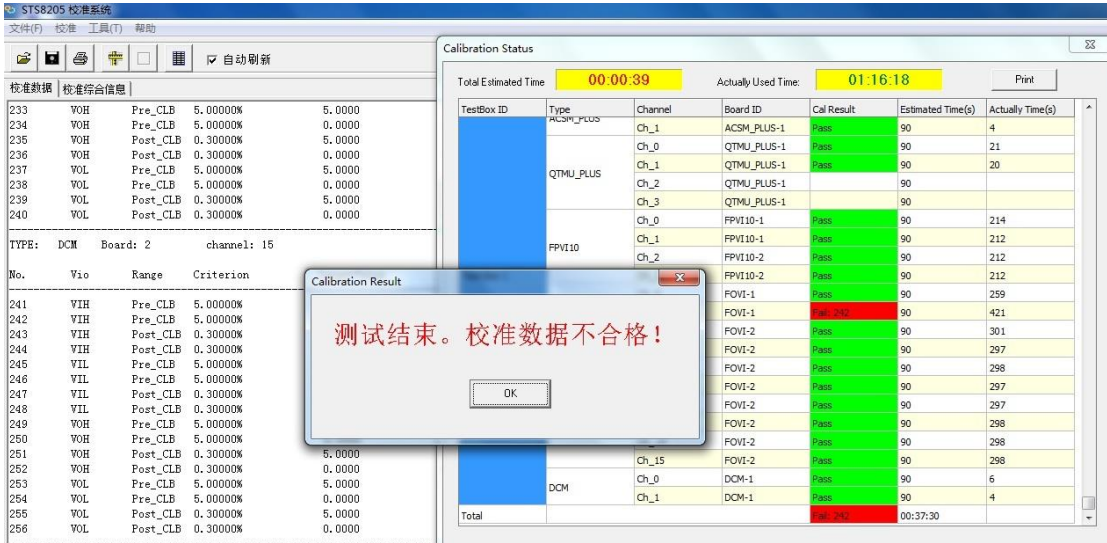 STS8205 校准系统
文件(F) 校准 工具(T) 帮助
自动刷新
校准数据 校准综合信息
233 VOH Pre_CLB 5.00000% 5.0000
234 VOH Pre_CLB 5.00000% 0.0000
235 VOH Post_CLB 0.30000% 5.0000
236 VOH Post_CLB 0.30000% 0.0000
237 VOL Pre_CLB 5.00000% 5.0000
238 VOL Pre_CLB 5.00000% 0.0000
239 VOL Post_CLB 0.30000% 5.0000
240 VOL Post_CLB 0.30000% 0.0000
TYPE: DCM Board: 2 channel: 15
No. Vio Range Criterion
241 VIH Pre_CLB 5.00000%
242 VIH Pre_CLB 5.00000%
243 VIH Post_CLB 0.30000%
244 VIH Post_CLB 0.30000%
245 VIL Pre_CLB 5.00000%
246 VIL Pre_CLB 5.00000%
247 VIL Post_CLB 0.30000%
248 VIL Post_CLB 0.30000%
249 VOH Pre_CLB 5.00000%
250 VOH Pre_CLB 5.00000%
251 VOH Post_CLB 0.30000% 5.0000
252 VOH Post_CLB 0.30000% 0.0000
253 VOL Pre_CLB 5.00000% 5.0000
254 VOL Pre_CLB 5.00000% 0.0000
255 VOL Post_CLB 0.30000% 5.0000
256 VOL Post_CLB 0.30000% 0.0000
Calibration Status
Total Estimated Time 00:00:39 Actually Used Time: 01:16:18 Print
TestBox ID Type Channel Board ID Cal Result Estimated Time(s) Actually Time(s)
ACSM_PLUS
Ch_1 ACSM_PLUS-1 Pass 90 4
Ch_0 QTMU_PLUS-1 Pass 90 21
QTMU_PLUS Ch_1 QTMU_PLUS-1 Pass 90 20
Ch_2 QTMU_PLUS-1 90
Ch_3 QTMU_PLUS-1 90
Ch_0 FPVI10-1 Pass 90 214
FPVI10 Ch_1 FPVI10-1 Pass 90 212
Ch_2 FPVI10-2 Pass 90 212
FPVI10-2 Pass 90 212
FOVI-1 Pass 90 259
FOVI-1 Fail: 242 90 421
FOVI-2 Pass 90 301
FOVI-2 Pass 90 297
FOVI-2 Pass 90 298
FOVI-2 Pass 90 297
FOVI-2 Pass 90 297
FOVI-2 Pass 90 298
FOVI-2 Pass 90 298
Ch_15 FOVI-2 Pass 90 298
DCM Ch_0 DCM-1 Pass 90 6
Ch_1 DCM-1 Pass 90 4
Total Fail: 242 00:37:30
Calibration Result
测试结束。校准数据不合格！
OK